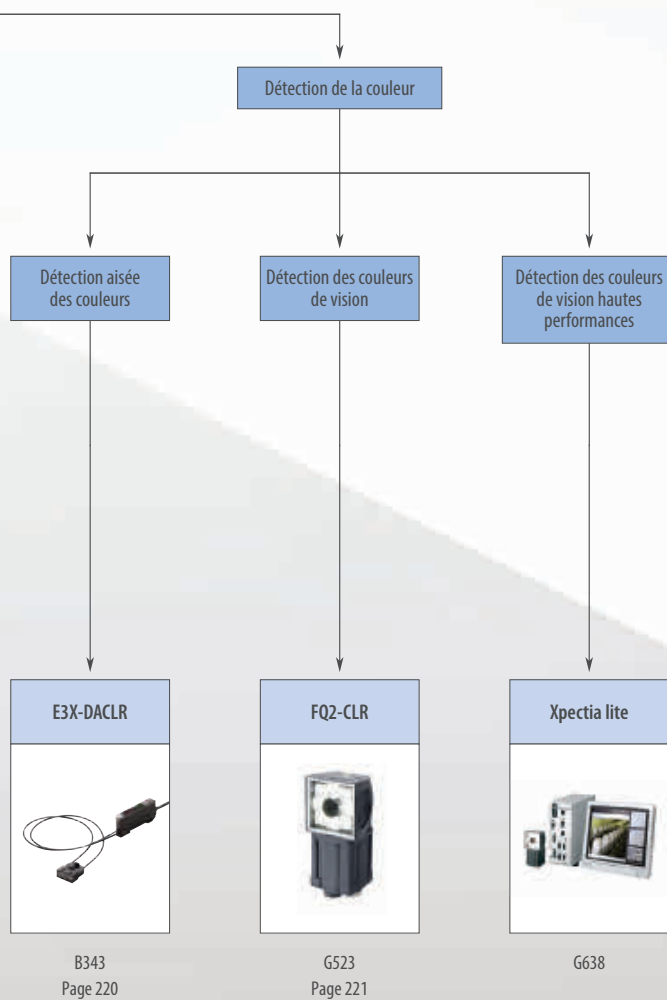 Détection de la couleur
Détection aisée
des couleurs
Détection des couleurs
de vision
Détection des couleurs
de vision hautes
performances
E3X-DACLR
FQ2-CLR
Xpectia lite
B343
Page 220
G523
Page 221
G638